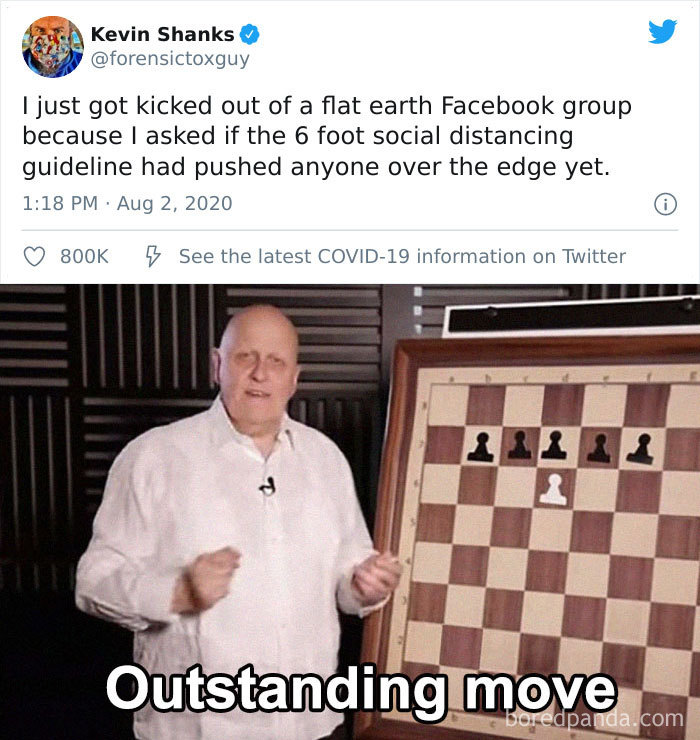 Kevin Shanks
@forensictoxguy
I just got kicked out of a flat earth Facebook group
because I asked if the 6 foot social distancing
guideline had pushed anyone over the edge yet.
1:18 PM · Aug 2, 2020
800K See the latest COVID-19 information on Twitter
Outstanding move
boredpanda.com